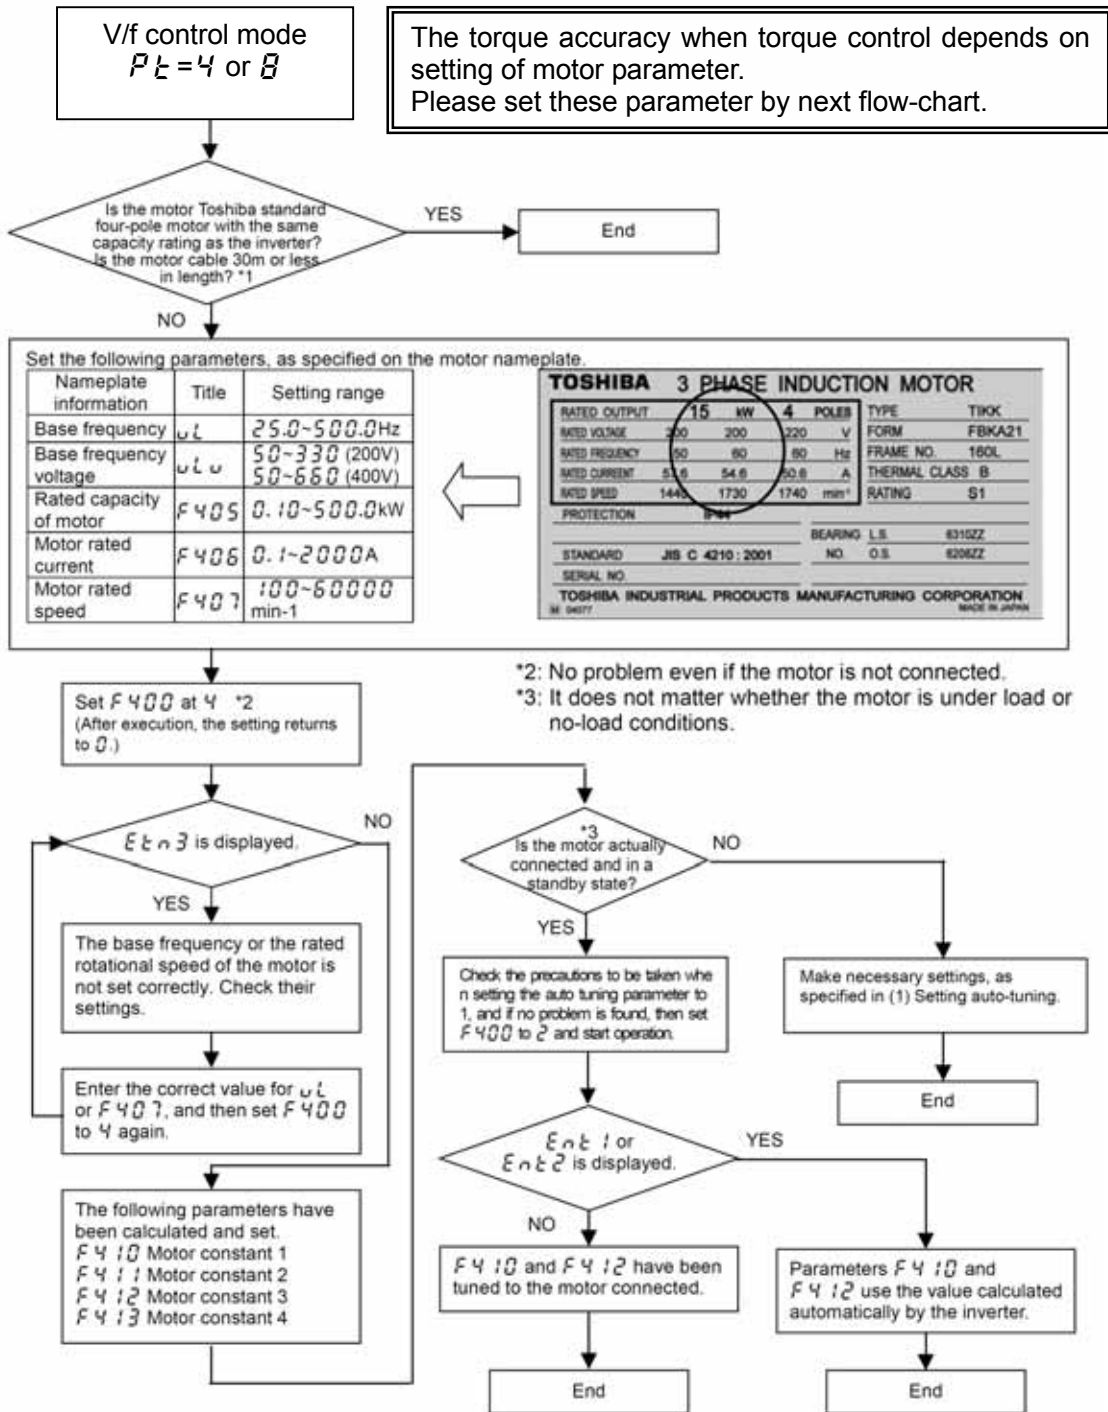 V/f control mode
Pt=4 or 8
The torque accuracy when torque control depends on
setting of motor parameter.
Please set these parameter by next flow-chart.
Is the motor Toshiba standard
four-pole motor with the same
capacity rating as the inverter?
Is the motor cable 30m or less
in length? *1
YES
End
NO
Set the following parameters, as specified on the motor nameplate.
Nameplate information Title Setting range
Base frequency uL 25.0~500.0Hz
Base frequency voltage uLu 50~330 (200V)
50~660 (400V)
Rated capacity of motor F405 0.10~500.0kW
Motor rated current F406 0.1~2000A
Motor rated speed F407 100~60000
min-1
TOSHIBA 3 PHASE INDUCTION MOTOR
RATED OUTPUT 15 kW 4 POLES TYPE TIKK
RATED VOLTAGE 200 200 220 V FORM FBKA21
RATED FREQUENCY 50 60 60 Hz FRAME NO. 160L
RATED CURREENT 54.6 50.6 A THERMAL CLASS B
RATED SPEED 1440 1730 1740 min-1 RATING S1
PROTECTION
BEARING L.S. 6310ZZ
STANDARD JIS C 4210 : 2001 NO. O.S. 6208ZZ
SERIAL NO.
TOSHIBA INDUSTRIAL PRODUCTS MANUFACTURING CORPORATION
04077 MADE IN JAPAN
*2: No problem even if the motor is not connected.
*3: It does not matter whether the motor is under load or
no-load conditions.
Set F400 at 4 *2
(After execution, the setting returns
to 0.)
Etn3 is displayed.
NO
YES
The base frequency or the rated
rotational speed of the motor is
not set correctly. Check their
settings.
Enter the correct value for uL
or F407, and then set F400
to 4 again.
The following parameters have
been calculated and set.
F410 Motor constant 1
F411 Motor constant 2
F412 Motor constant 3
F413 Motor constant 4
*3
Is the motor actually
connected and in a
standby state?
NO
YES
Check the precautions to be taken whe
n setting the auto tuning parameter to
1, and if no problem is found, then set
F400 to 2 and start operation.
Make necessary settings, as
specified in (1) Setting auto-tuning.
End
Ent1 or
Ent2 is displayed.
YES
NO
F410 and F412 have been
tuned to the motor connected.
Parameters F410 and
F412 use the value calculated
automatically by the inverter.
End
End